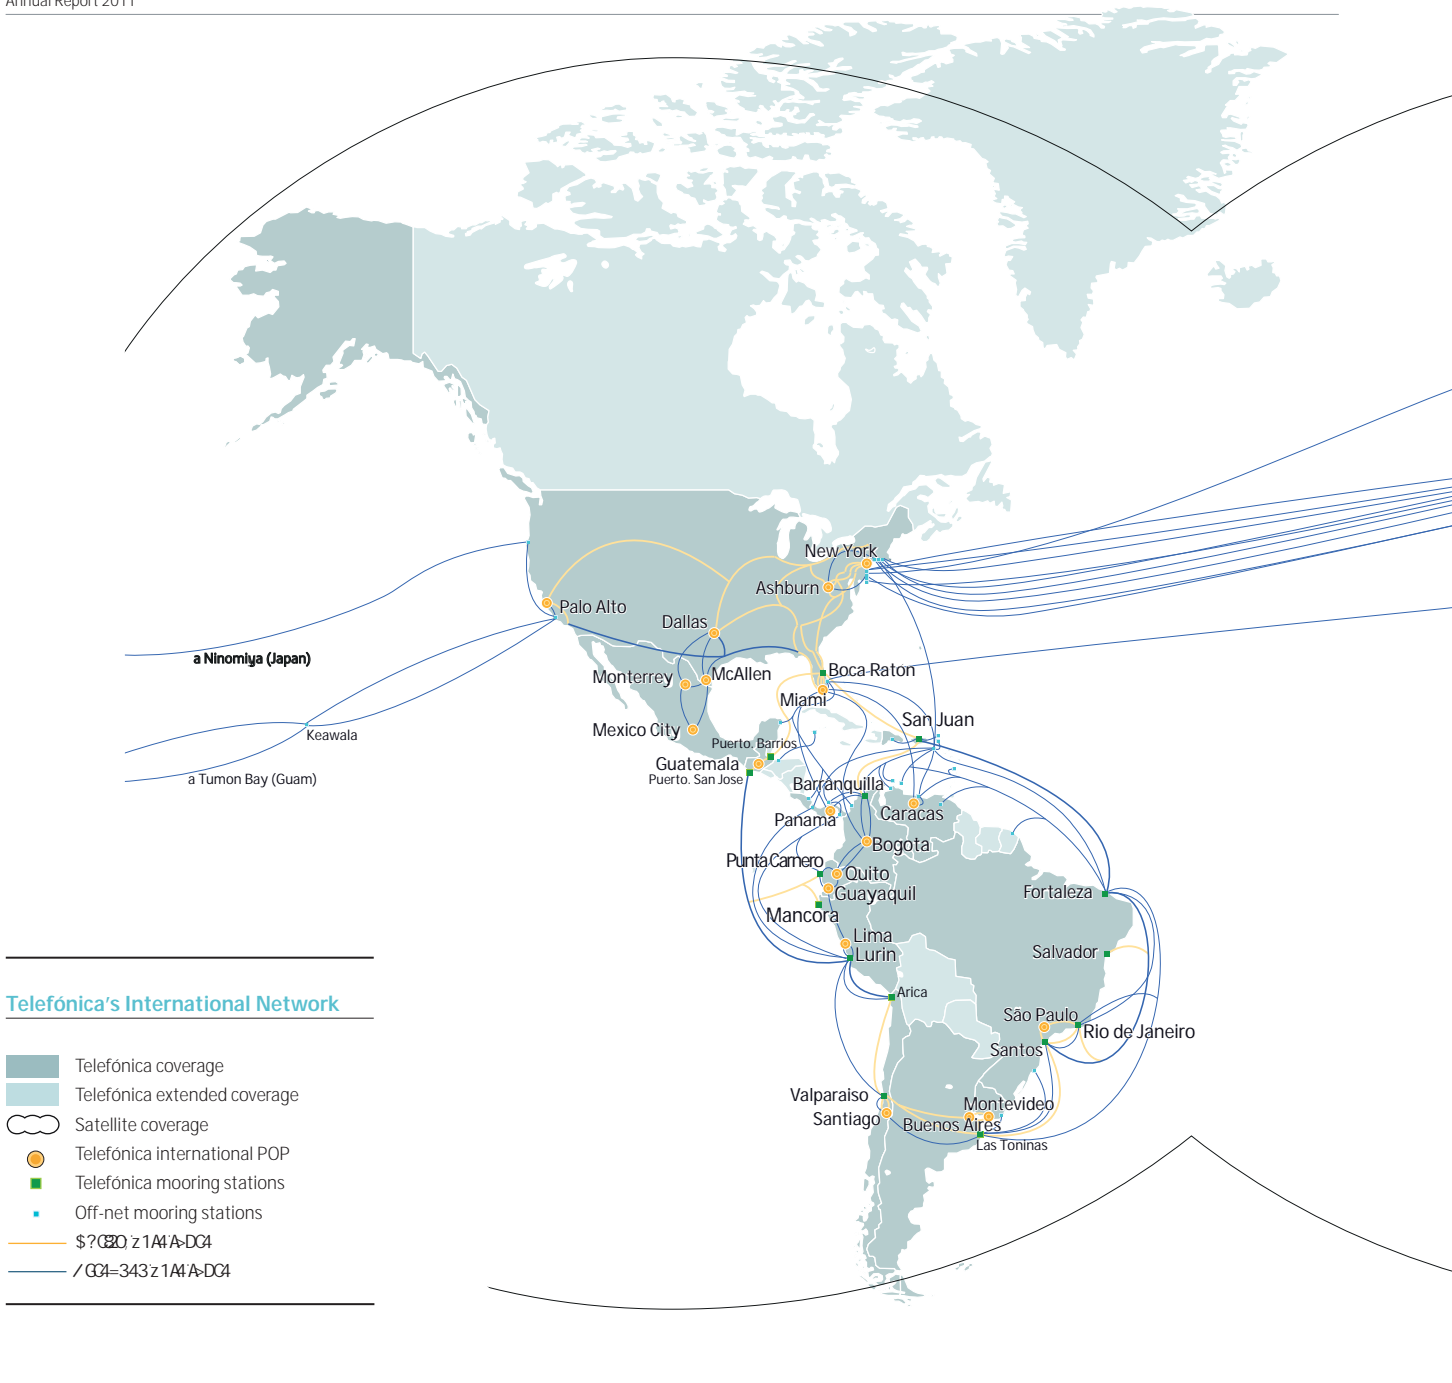 Annual Report 2011
New York
Ashburn
Palo Alto
Dallas
a Ninomiya (Japan)
Monterrey
McAllen
Boca Raton
Miami
San Juan
Mexico City
Keawala
Puerto. Barrios
Guatemala
Puerto. San Jose
a Tumon Bay (Guam)
Barranquilla
Caracas
Panama
Bogota
Punta Carnero
Quito
Guayaquil
Fortaleza
Mancora
Lima
Lurin
Salvador
Arica
São Paulo
Rio de Janeiro
Santos
Valparaiso
Santiago
Montevideo
Buenos Aires
Las Toninas
Telefónica's International Network
Telefónica coverage
Telefónica extended coverage
Satellite coverage
Telefónica international POP
Telefónica mooring stations
Off-net mooring stations